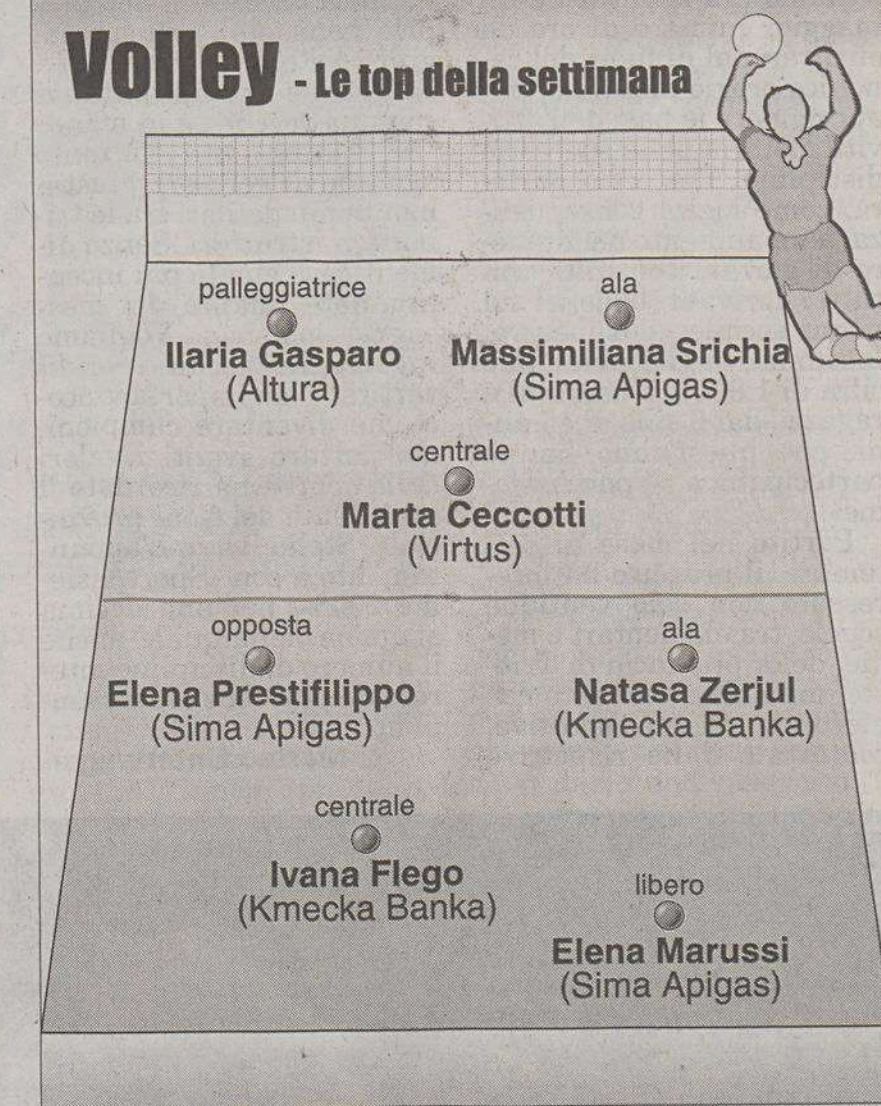 Volley - Le top della settimana
palleggiatrice
Ilaria Gasparo
(Altura)
ala
Massimiliana Srichia
(Sima Apigas)
centrale
Marta Ceccotti
(Virtus)
opposta
Elena Prestifilippo
(Sima Apigas)
ala
Natasa Zerjul
(Kmecka Banka)
centrale
Ivana Flego
(Kmecka Banka)
libero
Elena Marussi
(Sima Apigas)